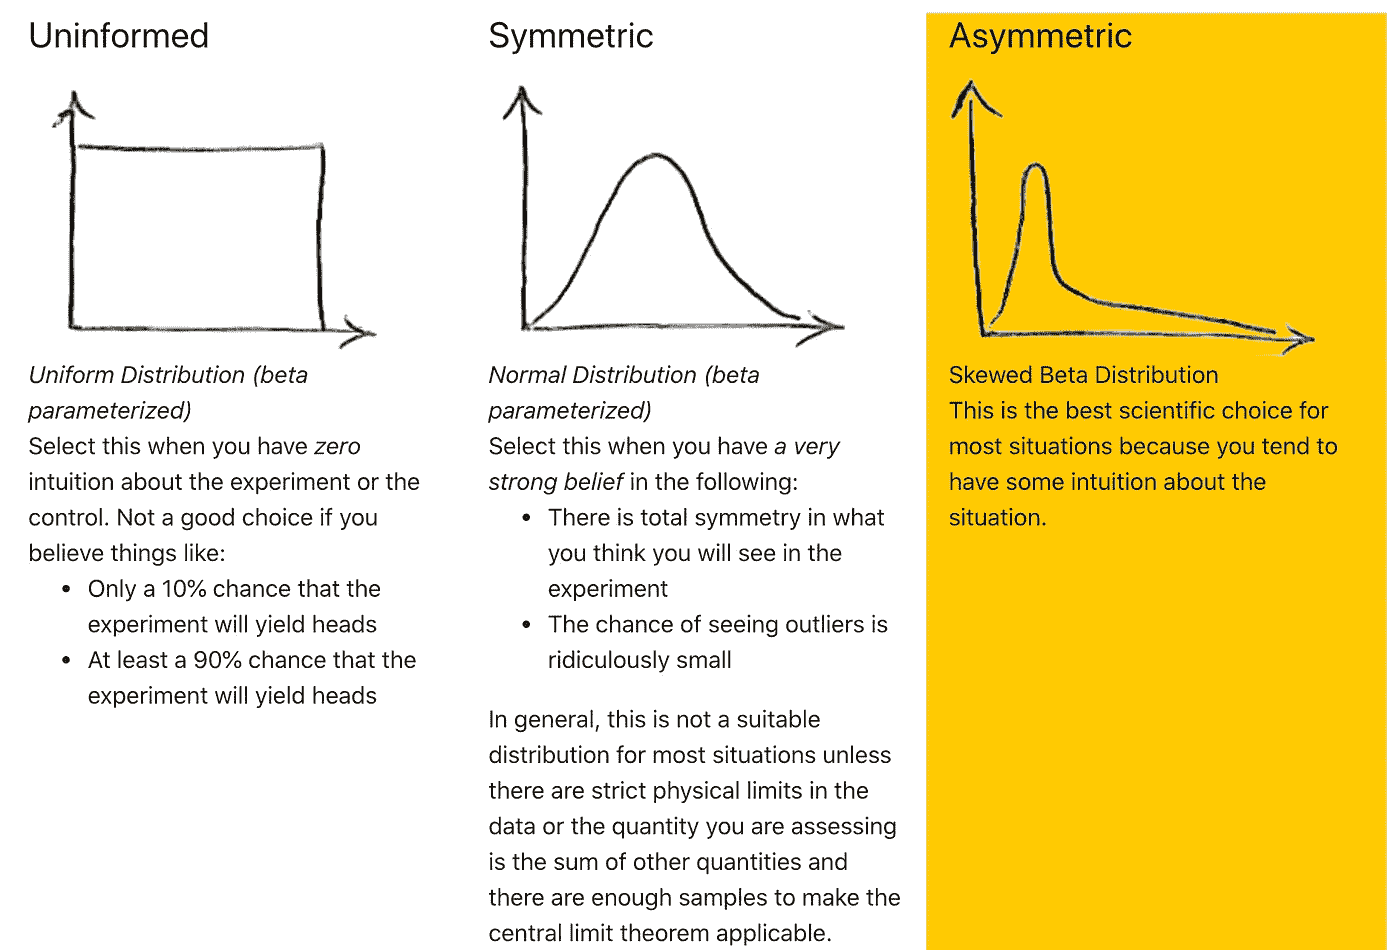 Uninformed
Uniform Distribution (beta
parameterized)
Select this when you have zero
intuition about the experiment or the
control. Not a good choice if you
believe things like:
• Only a 10% chance that the
experiment will yield heads
• At least a 90% chance that the
experiment will yield heads
Symmetric
Normal Distribution (beta
parameterized)
Select this when you have a very
strong belief in the following:
• There is total symmetry in what
you think you will see in the
experiment
• The chance of seeing outliers is
ridiculously small
In general, this is not a suitable
distribution for most situations unless
there are strict physical limits in the
data or the quantity you are assessing
is the sum of other quantities and
there are enough samples to make the
central limit theorem applicable.
Asymmetric
Skewed Beta Distribution
This is the best scientific choice for
most situations because you tend to
have some intuition about the
situation.